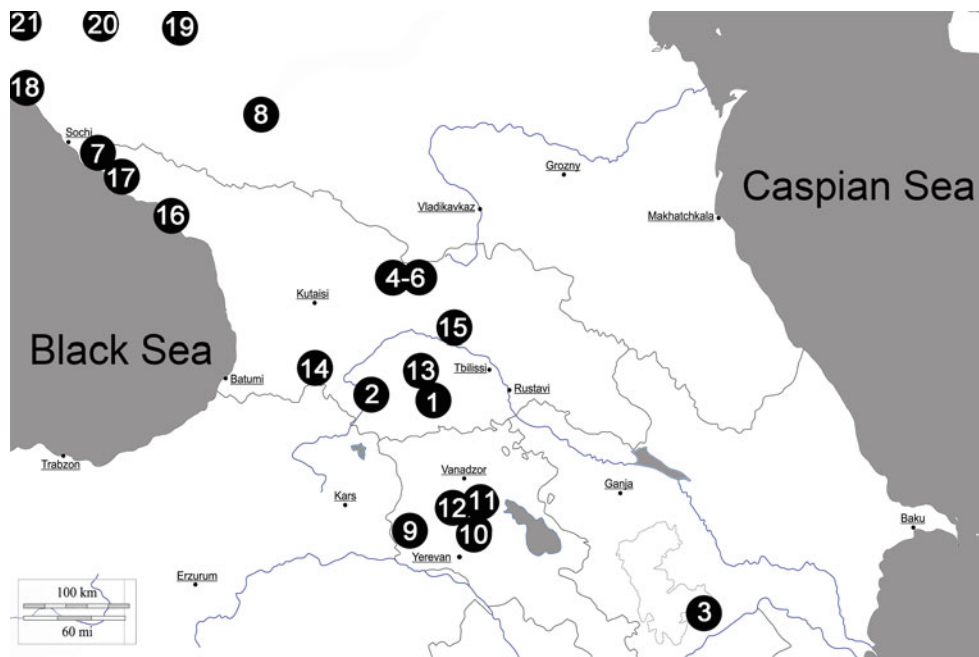 21
20
19
18
8
Sochi
7
17
Grozny
Caspian Sea
Vladikavkaz
16
Makhatchkala
4-6
Kutaisi
15
Black Sea
14
13
Tbilissi
Batumi
2
1
Rustavi
Trabzon
Vanadzor
Ganja
Kars
12
11
9
10
Baku
Yerevan
Erzurum
100 km
3
60 mi